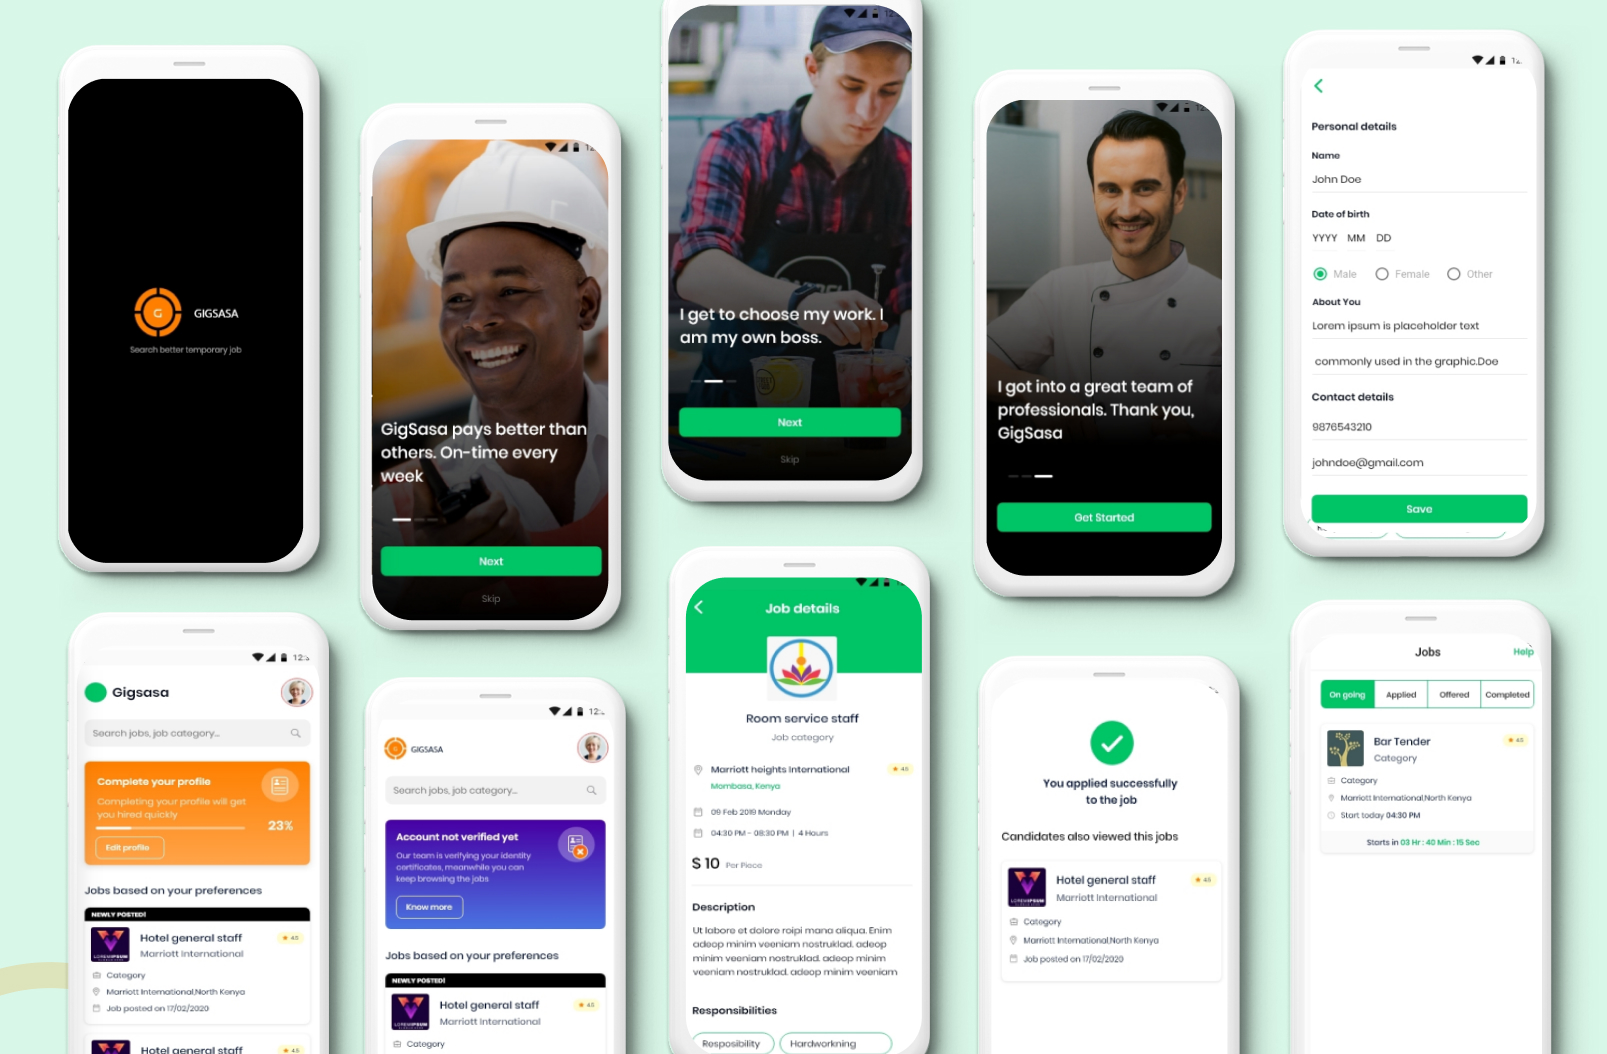 G
GIGSASA
Search better temporary job
GigSasa pays better than
others. On-time every
week
Next
Skip
I get to choose my work. I
am my own boss.
Next
Skip
I got into a great team of
professionals. Thank you,
GigSasa
Get Started
Personal details
Name
John Doe
Date of birth
YYYY MM DD
Male Female Other
About You
Lorem ipsum is placeholder text
commonly used in the graphic.Doe
Contact details
9876543210
johndoe@gmail.com
Save
Gigsasa
Search jobs, job category...
Complete your profile
Completing your profile will get
you hired quickly
23%
Edit profile
Jobs based on your preferences
NEWLY POSTED!
Hotel general staff
4.5
Marriott International
LOREM IPSUM
Category
Marriott International,North Kenya
Job posted on 17/02/2020
Hotel general staff
4.5
GIGSASA
Search jobs, job category...
Account not verified yet
Our team is verifying your identity
certificates, meanwhile you can
keep browsing the jobs
Know more
Jobs based on your preferences
NEWLY POSTED!
Hotel general staff
4.5
Marriott International
LOREM IPSUM
Category
Job details
Room service staff
Job category
Marriott heights International
4.5
Mombasa, Kenya
09 Feb 2019 Monday
04:30 PM - 08:30 PM | 4 Hours
$ 10 Per Piece
Description
Ut labore et dolore roipi mana aliqua. Enim
adeop minim veeniam nostruklad. adeop
minim veeniam nostruklad. adeop minim
veeniam nostruklad. adeop minim veeniam
Responsibilities
Resposibility
Hardworkning
You applied successfully
to the job
Candidates also viewed this jobs
Hotel general staff
4.5
Marriott International
LOREM IPSUM
Category
Marriott International,North Kenya
Job posted on 17/02/2020
Jobs
Help
On going Applied Offered Completed
Bar Tender
4.5
Category
Category
Marriott International,North Kenya
Start today 04:30 PM
Starts in 03 Hr : 40 Min : 15 Sec